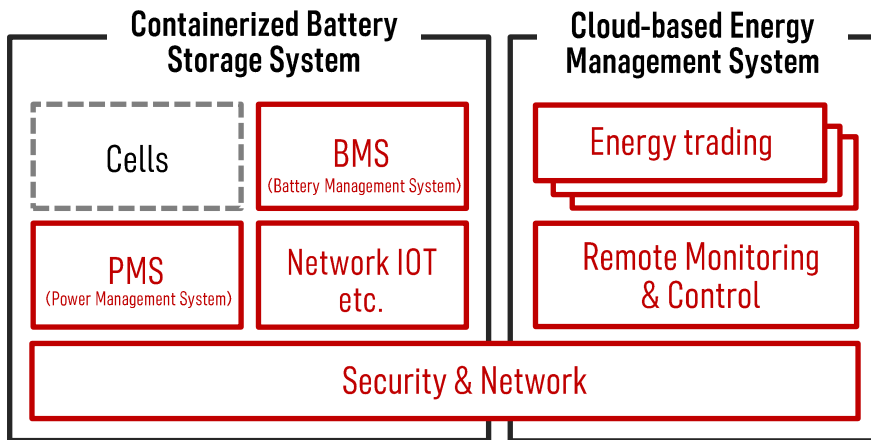 Containerized Battery
Storage System
Cloud-based Energy
Management System
Cells
BMS
(Battery Management System)
Energy trading
PMS
(Power Management System)
Network IOT
etc.
Remote Monitoring
& Control
Security & Network